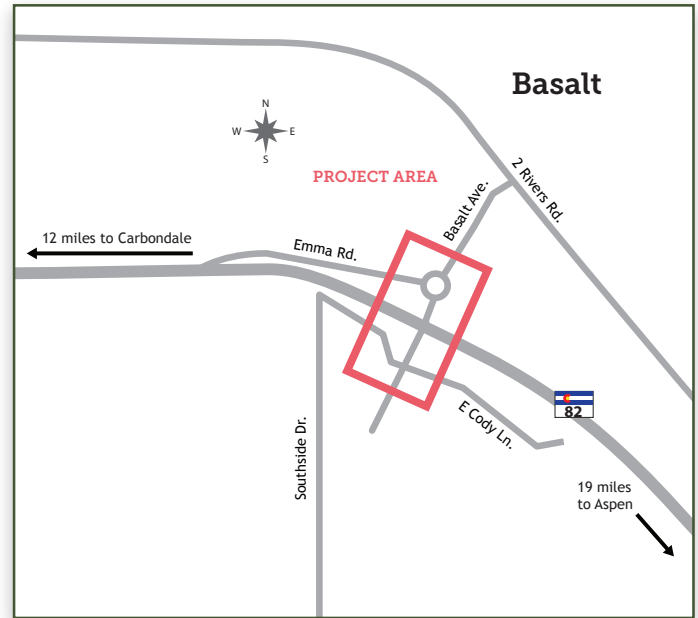 Basalt
N
W E
S
PROJECT AREA
2 Rivers Rd.
Basalt Ave.
12 miles to Carbondale
Emma Rd.
82
E Cody Ln.
Southside Dr.
19 miles
to Aspen